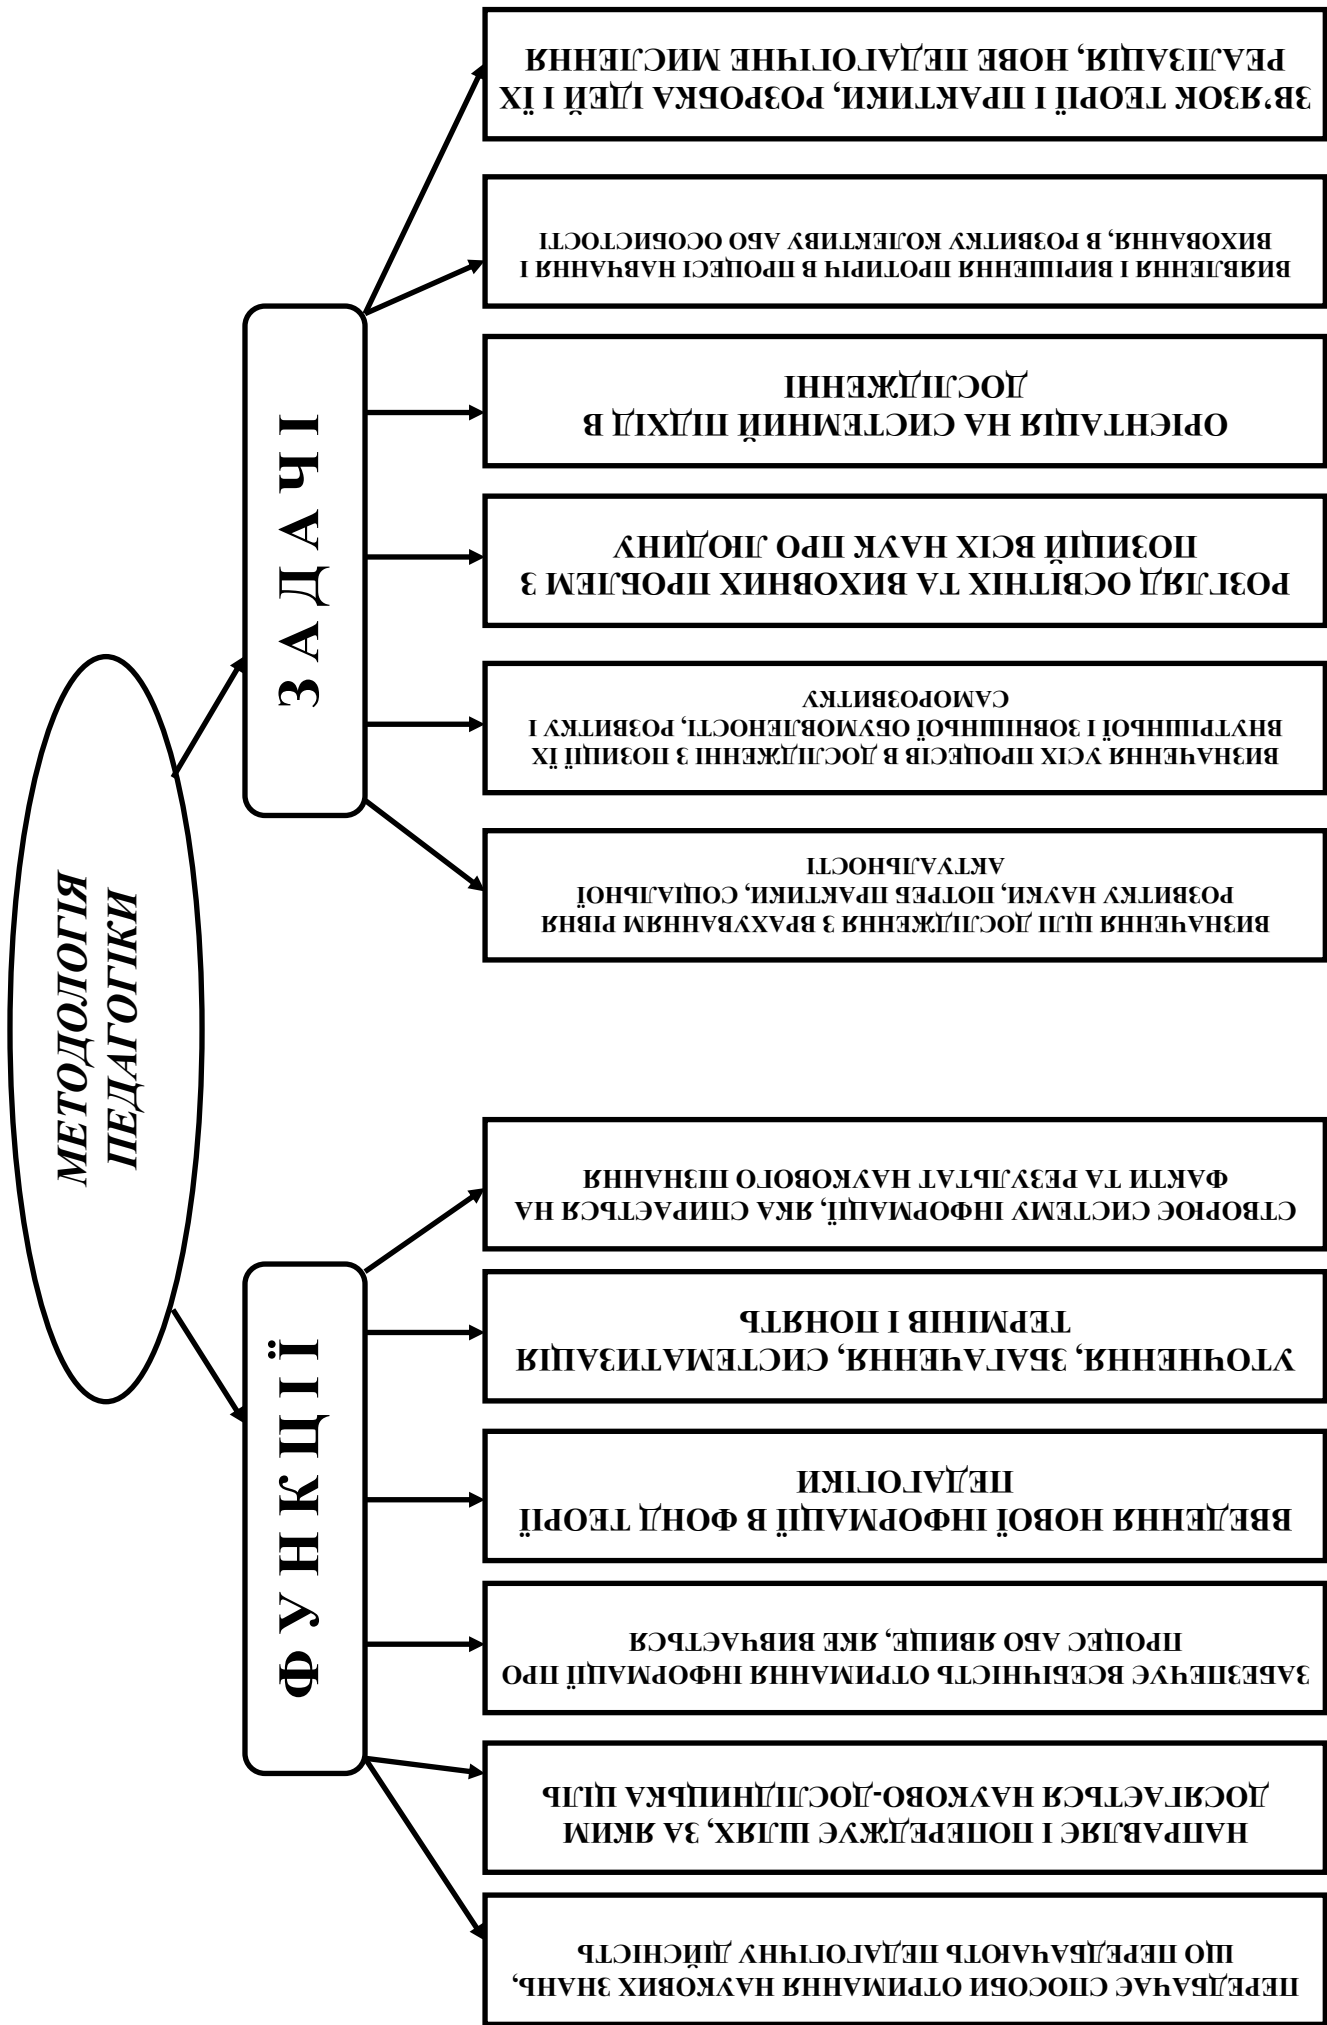 МЕТОДОЛОГІЯ
ПЕДАГОГІКИ
ФУНКЦІЇ
ПЕРЕДБАЧАЄ СПОСОБИ ОТРИМАННЯ НАУКОВИХ ЗНАНЬ,
ЩО ПЕРЕДБАЧАЮТЬ ПЕДАГОГІЧНУ ДІЙСНІСТЬ
НАПРАВЛЯЄ І ПОПЕРЕДЖУЄ ШЛЯХ, ЗА ЯКИМ
ДОСЯГАЄТЬСЯ НАУКОВО-ДОСЛІДНИЦЬКА ЦІЛЬ
ЗАБЕЗПЕЧУЄ ВСЕБІЧНІСТЬ ОТРИМАННЯ ІНФОРМАЦІЇ ПРО
ПРОЦЕС АБО ЯВИЩЕ, ЯКЕ ВИВЧАЄТЬСЯ
ВВЕДЕННЯ НОВОЇ ІНФОРМАЦІЇ В ФОНД ТЕОРІЇ
ПЕДАГОГІКИ
УТОЧНЕННЯ, ЗБАГАЧЕННЯ, СИСТЕМАТИЗАЦІЯ
ТЕРМІНІВ І ПОНЯТЬ
СТВОРЮЄ СИСТЕМУ ІНФОРМАЦІЇ, ЯКА СПИРАЄТЬСЯ НА
ФАКТИ ТА РЕЗУЛЬТАТ НАУКОВОГО ПІЗНАННЯ
ЗАДАЧІ
ВИЗНАЧЕННЯ ЦІЛІ ДОСЛІДЖЕННЯ З ВРАХУВАННЯМ РІВНЯ
РОЗВИТКУ НАУКИ, ПОТРЕБ ПРАКТИКИ, СОЦІАЛЬНОЇ
АКТУАЛЬНОСТІ
ВИЗНАЧЕННЯ УСІХ ПРОЦЕСІВ В ДОСЛІДЖЕННІ З ПОЗИЦІЇ ЇХ
ВНУТРІШНЬОЇ І ЗОВНІШНЬОЇ ОБУМОВЛЕНОСТІ, РОЗВИТКУ І
САМОРОЗВИТКУ
РОЗГЛЯД ОСВІТНІХ ТА ВИХОВНИХ ПРОБЛЕМ З
ПОЗИЦІЙ ВСІХ НАУК ПРО ЛЮДИНУ
ОРІЄНТАЦІЯ НА СИСТЕМНИЙ ПІДХІД В
ДОСЛІДЖЕННІ
ВИЯВЛЕННЯ І ВИРІШЕННЯ ПРОТИРІЧ В ПРОЦЕСІ НАВЧАННЯ І
ВИХОВАННЯ, В РОЗВИТКУ КОЛЕКТИВУ АБО ОСОБИСТОСТІ
ЗВ’ЯЗОК ТЕОРІЇ І ПРАКТИКИ, РОЗРОБКА ІДЕЙ І ЇХ
РЕАЛІЗАЦІЯ, НОВЕ ПЕДАГОГІЧНЕ МИСЛЕННЯ